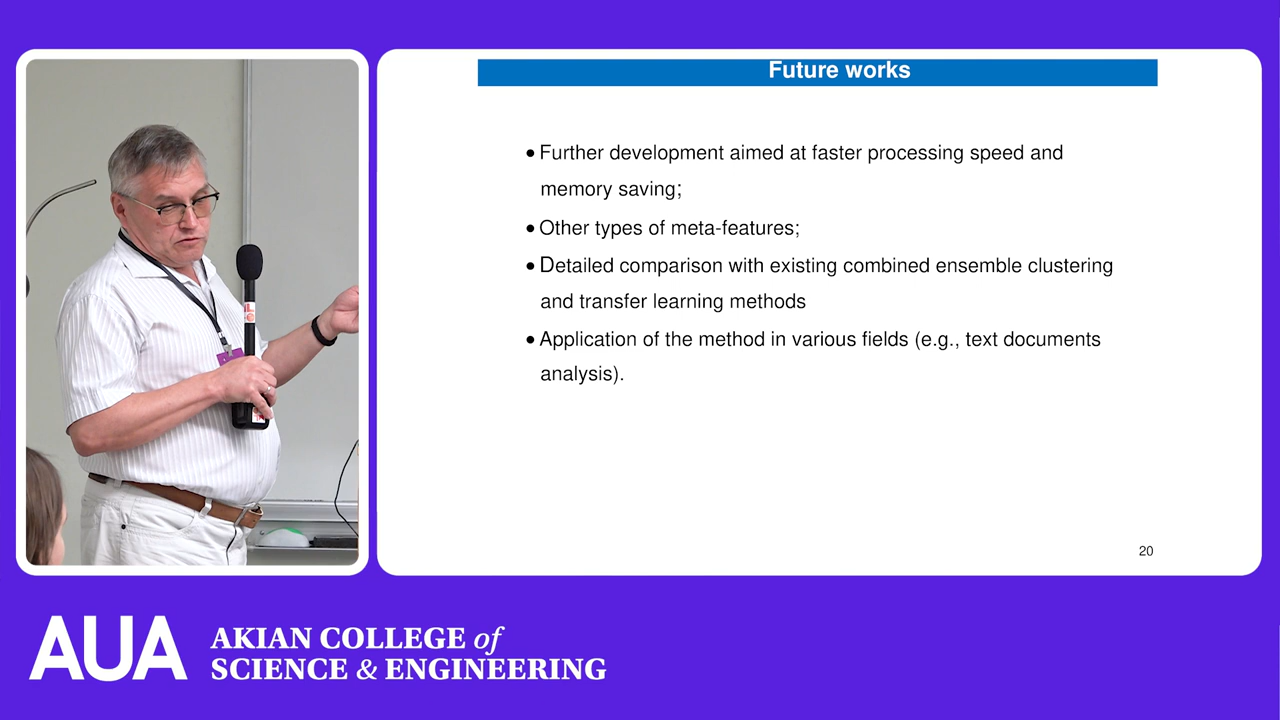 Future works
• Further development aimed at faster processing speed and
memory saving;
• Other types of meta-features;
• Detailed comparison with existing combined ensemble clustering
and transfer learning methods
• Application of the method in various fields (e.g., text documents
analysis).
20
AUA
AKIAN COLLEGE of
SCIENCE & ENGINEERING